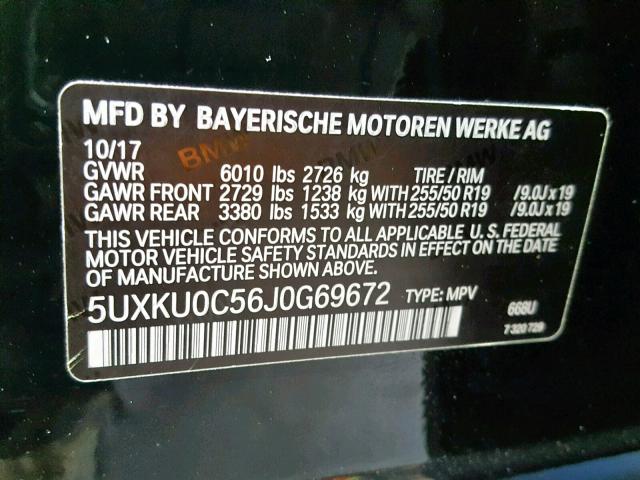 MFD BY BAYERISCHE MOTOREN WERKE AG
10/17
BMW
GVWR 6010 lbs 2726 kg TIRE / RIM
GAWR FRONT 2729 lbs 1238 kg WITH 255/50 R19 /9.0J x 19
GAWR REAR 3380 lbs 1533 kg WITH 255/50 R19 /9.0J x 19
THIS VEHICLE CONFORMS TO ALL APPLICABLE U. S. FEDERAL
MOTOR VEHICLE SAFETY STANDARDS IN EFFECT ON THE DATE
OF MANUFACTURE SHOWN ABOVE.
5UXKU0C56J0G69672 TYPE: MPV 668U
7 320 729